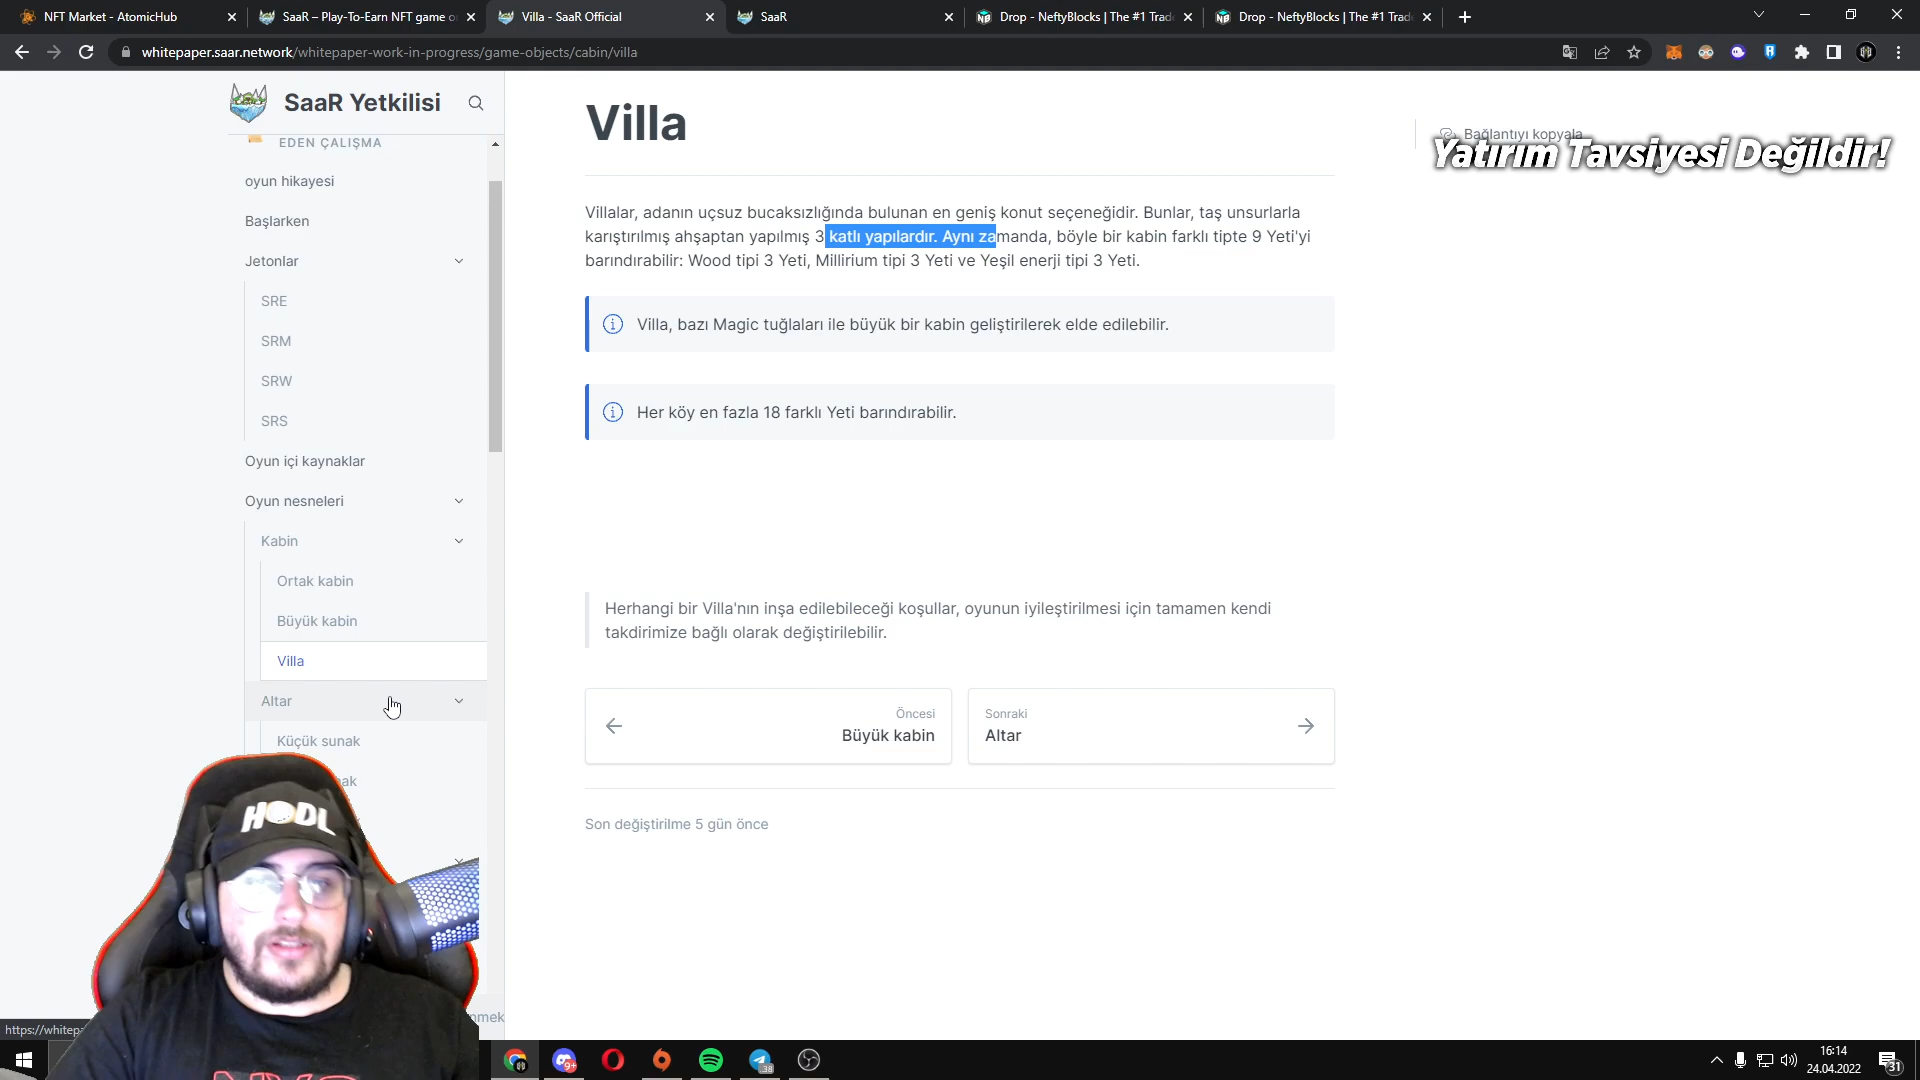 NFT Market - AtomicHub
SaaR – Play-To-Earn NFT game o
Villa - SaaR Official
SaaR
Drop - NeftyBlocks | The #1 Trad
Drop - NeftyBlocks | The #1 Trad
whitepaper.saar.network/whitepaper-work-in-progress/game-objects/cabin/villa
SaaR Yetkilisi
EDEN ÇALIŞMA
oyun hikayesi
Başlarken
Jetonlar
SRE
SRM
SRW
SRS
Oyun içi kaynaklar
Oyun nesneleri
Kabin
Ortak kabin
Büyük kabin
Villa
Altar
Küçük sunak
ak
nmek
https://whitepa
Villa
Bağlantıyı kopyala
Yatırım Tavsiyesi Değildir!
Villalar, adanın uçsuz bucaksızlığında bulunan en geniş konut seçeneğidir. Bunlar, taş unsurlarla
karıştırılmış ahşaptan yapılmış 3 katlı yapılardır. Aynı zamanda, böyle bir kabin farklı tipte 9 Yeti'yi
barındırabilir: Wood tipi 3 Yeti, Millirium tipi 3 Yeti ve Yeşil enerji tipi 3 Yeti.
Villa, bazı Magic tuğlaları ile büyük bir kabin geliştirilerek elde edilebilir.
Her köy en fazla 18 farklı Yeti barındırabilir.
Herhangi bir Villa'nın inşa edilebileceği koşullar, oyunun iyileştirilmesi için tamamen kendi
takdirimize bağlı olarak değiştirilebilir.
Öncesi
Büyük kabin
Sonraki
Altar
Son değiştirilme 5 gün önce
HODL
9+
38
16:14
24.04.2022
31